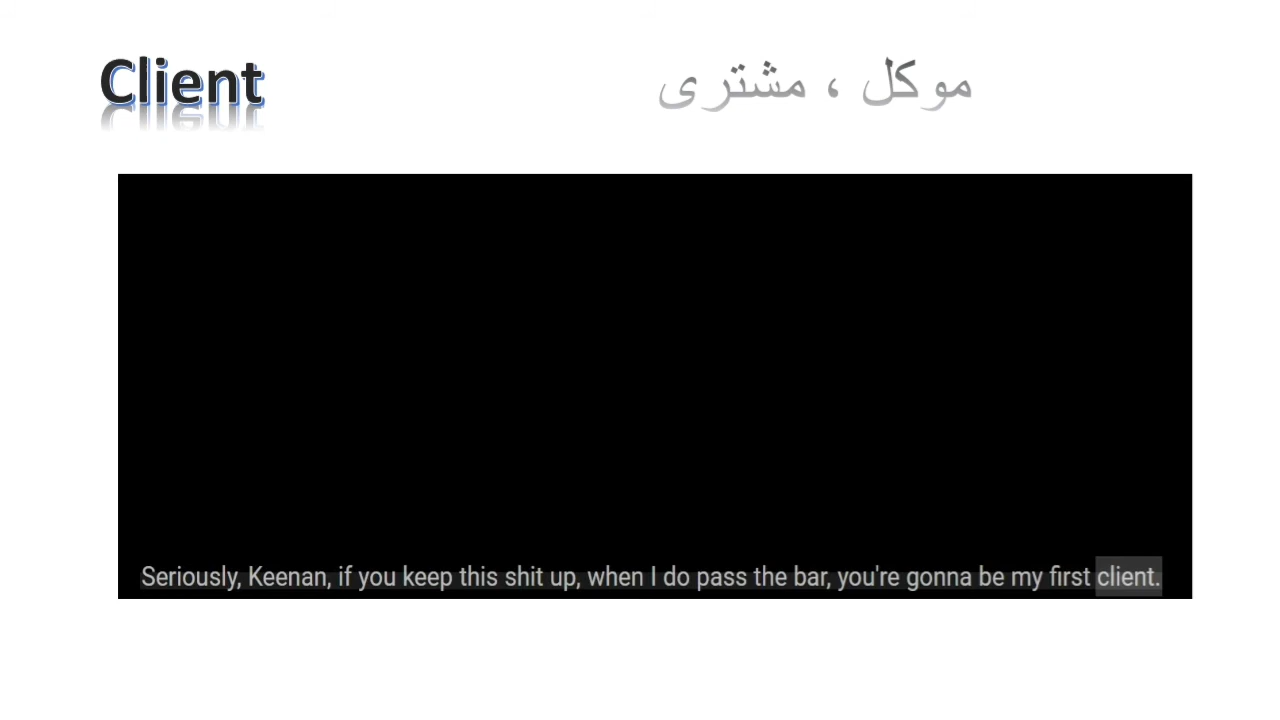 Client
موکل ، مشتری
Seriously, Keenan, if you keep this shit up, when I do pass the bar, you're gonna be my first client.